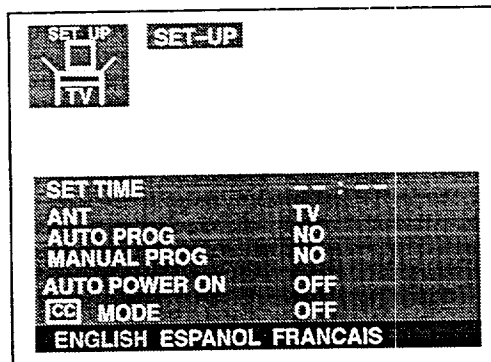 SET UP
TV
SET-UP
SET TIME -- : --
ANT TV
AUTO PROG NO
MANUAL PROG NO
AUTO POWER ON OFF
CC MODE OFF
ENGLISH ESPANOL FRANCAIS